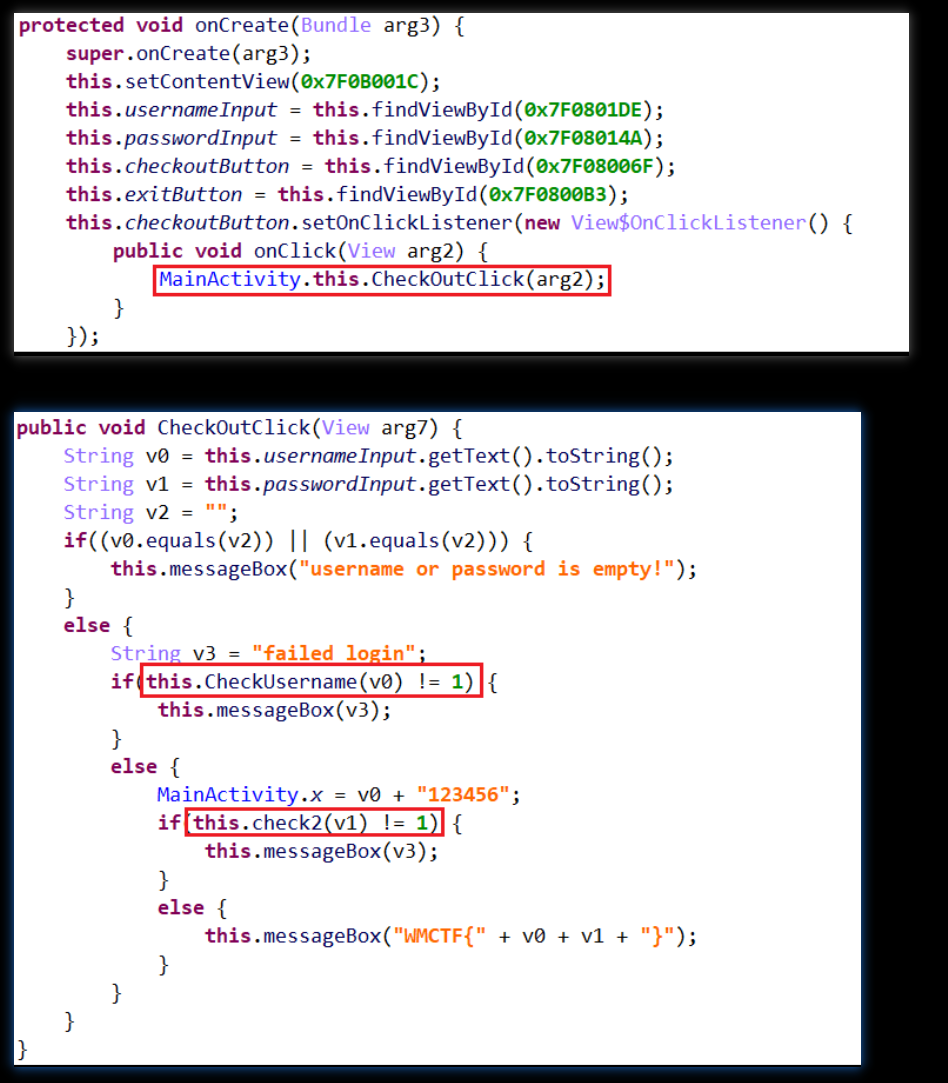 protected void onCreate(Bundle arg3) {
    super.onCreate(arg3);
    this.setContentView(0x7F0B001C);
    this.usernameInput = this.findViewById(0x7F0801DE);
    this.passwordInput = this.findViewById(0x7F08014A);
    this.checkoutButton = this.findViewById(0x7F08006F);
    this.exitButton = this.findViewById(0x7F0800B3);
    this.checkoutButton.setOnClickListener(new View$OnClickListener() {
        public void onClick(View arg2) {
            MainActivity.this.CheckOutClick(arg2);
        }
    });
public void CheckOutClick(View arg7) {
    String v0 = this.usernameInput.getText().toString();
    String v1 = this.passwordInput.getText().toString();
    String v2 = "";
    if((v0.equals(v2)) || (v1.equals(v2))) {
        this.messageBox("username or password is empty!");
    }
    else {
        String v3 = "failed login";
        if(this.CheckUsername(v0) != 1) {
            this.messageBox(v3);
        }
        else {
            MainActivity.x = v0 + "123456";
            if(this.check2(v1) != 1) {
                this.messageBox(v3);
            }
            else {
                this.messageBox("WMCTF{" + v0 + v1 + "}");
            }
        }
    }
}